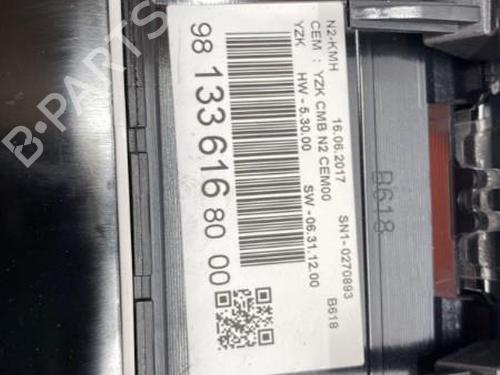 N2-KMH
16.06.2017 SN1-0270893
CEM : YZK CMB N2 CEM00 B618
YZK HW - 5.30.00 SW - 06.31.12.00
98 133 616 80 00
B618
B-PARTS